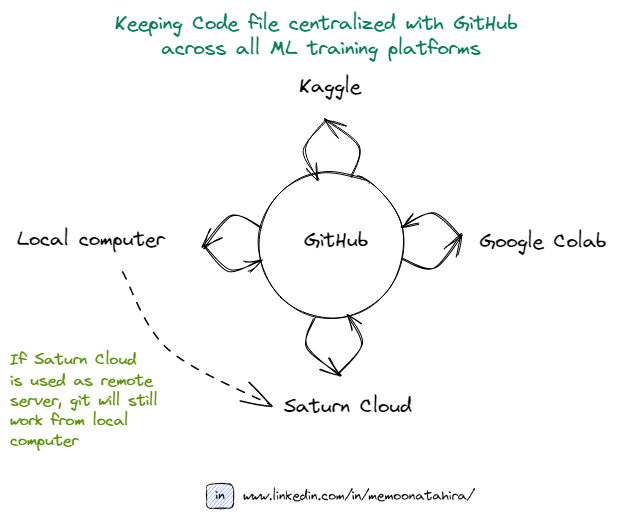 Keeping Code file centralized with GitHub
across all ML training platforms
Kaggle
Local computer
GitHub
Google Colab
If Saturn Cloud
is used as remote
server, git will still
work from local
computer
Saturn Cloud
in www.linkedin.com/in/memoonatahira/